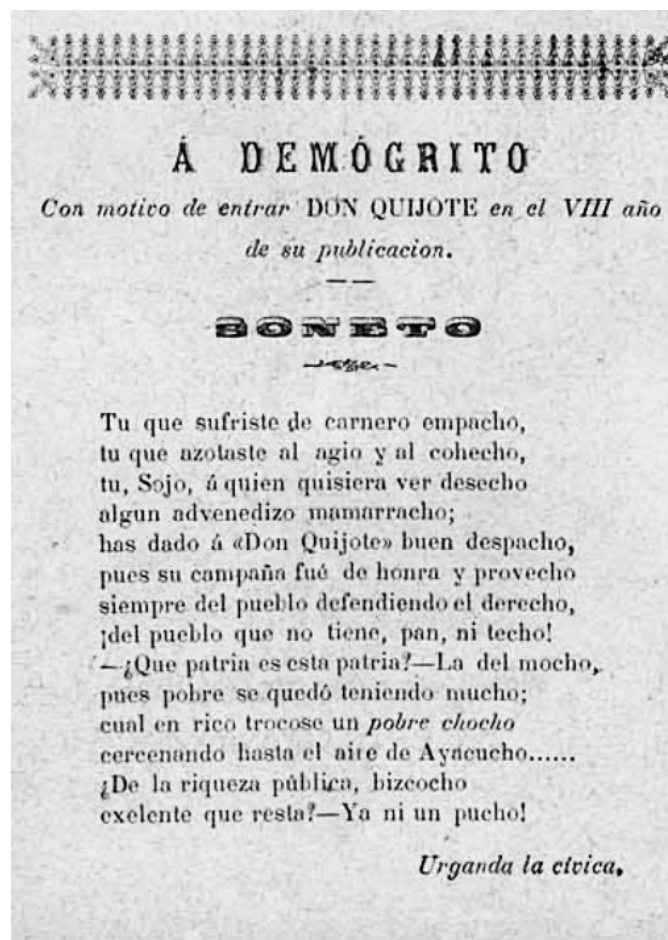 Á DEMÓGRITO
Con motivo de entrar DON QUIJOTE en el VIII año
de su publicacion.
SONETO
Tu que sufriste de carnero empacho,
tu que azotaste al agio y al cohecho,
tu, Sojo, á quien quisiera ver desecho
algun advenedizo mamarracho;
has dado á «Don Quijote» buen despacho,
pues su campaña fué de honra y provecho
siempre del pueblo defendiendo el derecho,
¡del pueblo que no tiene, pan, ni techo!
—¿Que patria es esta patria?—La del mocho,
pues pobre se quedó teniendo mucho;
cual en rico trocose un pobre chocho
cercenando hasta el aire de Ayacucho......
¿De la riqueza pública, bizcocho
exelente que resta?—Ya ni un pucho!
Urganda la cívica.